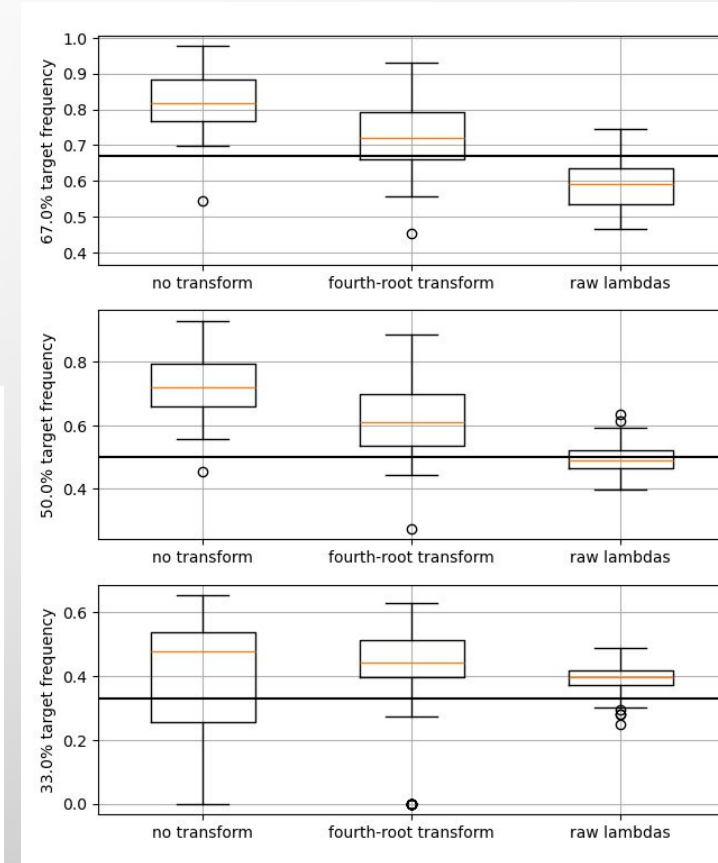 67.0% target frequency
1.0
0.9
0.8
0.7
0.6
0.5
0.4
no transform fourth-root transform raw lambdas
50.0% target frequency
0.8
0.6
0.4
no transform fourth-root transform raw lambdas
33.0% target frequency
0.6
0.4
0.2
0.0
no transform fourth-root transform raw lambdas